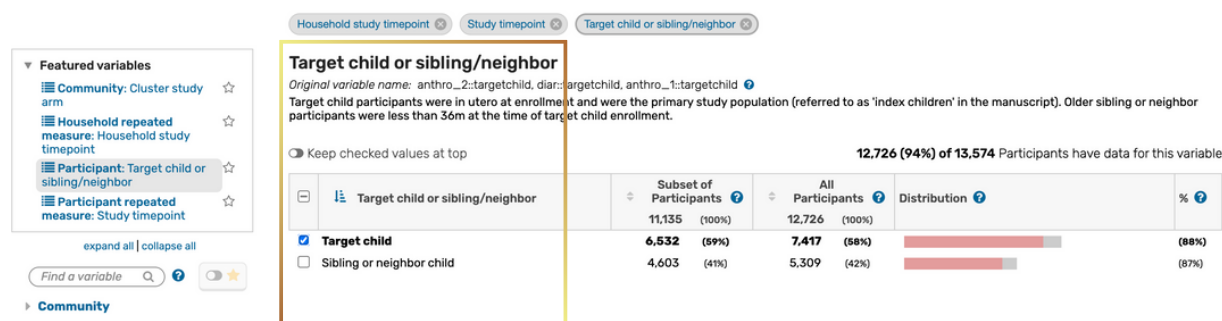 Household study timepoint
Study timepoint
Target child or sibling/neighbor
Featured variables
Community: Cluster study
arm
Household repeated
measure: Household study
timepoint
Participant: Target child or
sibling/neighbor
Participant repeated
measure: Study timepoint
expand all | collapse all
Find a variable
Community
Target child or sibling/neighbor
Original variable name: anthro_2::targetchild, diar::targetchild, anthro_1::targetchild
Target child participants were in utero at enrollment and were the primary study population (referred to as 'index children' in the manuscript). Older sibling or neighbor
participants were less than 36m at the time of target child enrollment.
Keep checked values at top
12,726 (94%) of 13,574 Participants have data for this variable
Target child or sibling/neighbor
Subset of
Participants
11,135 (100%)
All
Participants
12,726 (100%)
Distribution
%
Target child 6,532 (59%) 7,417 (58%) (88%)
Sibling or neighbor child 4,603 (41%) 5,309 (42%) (87%)